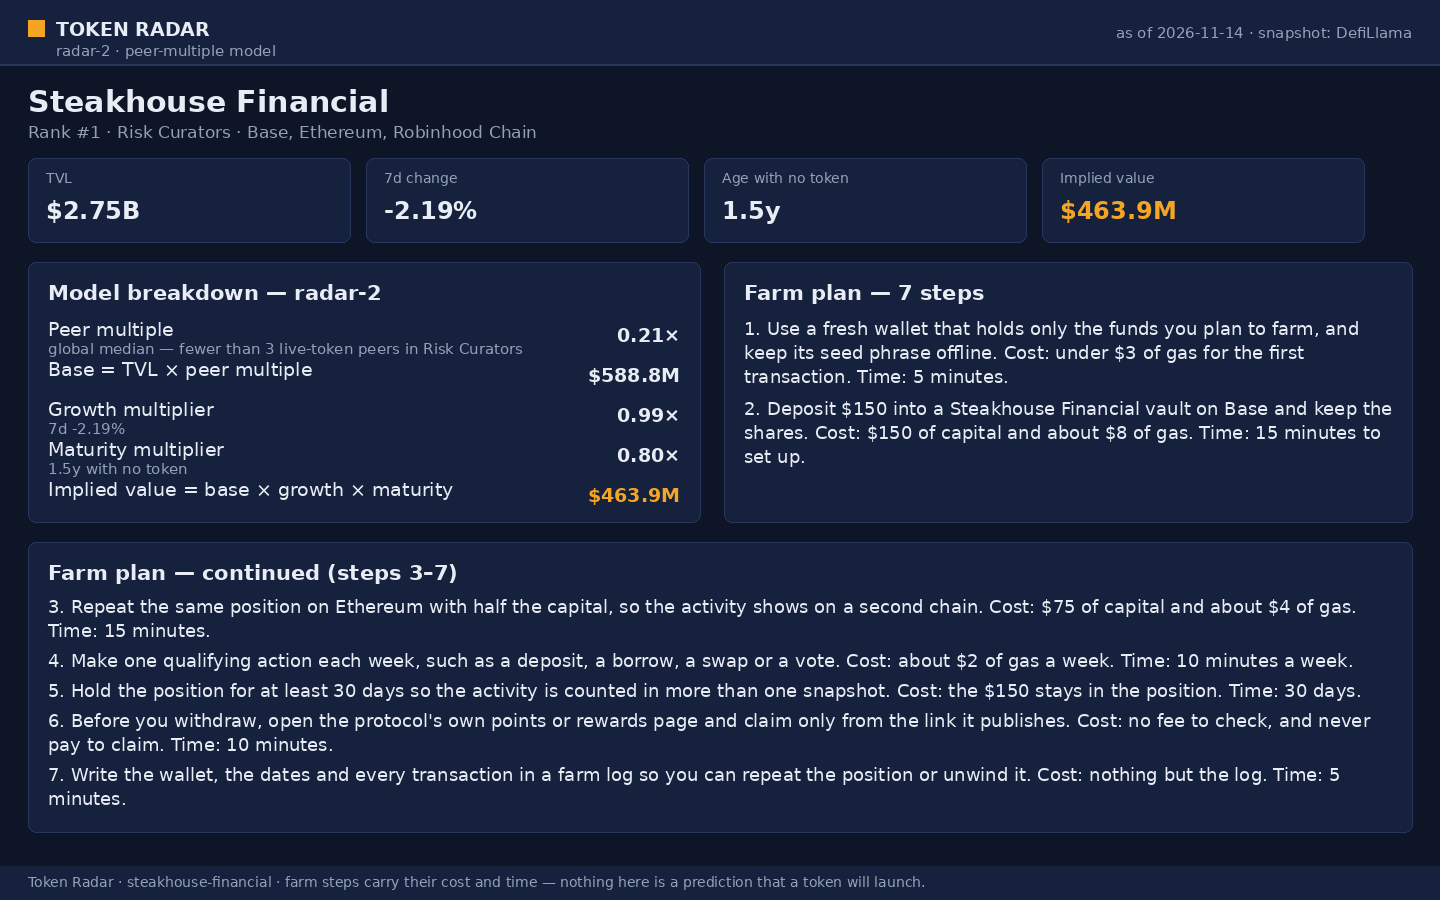 TOKEN RADAR
radar-2 · peer-multiple model
as of 2026-11-14 · snapshot: DefiLlama
Steakhouse Financial
Rank #1 · Risk Curators · Base, Ethereum, Robinhood Chain
TVL
$2.75B
7d change
-2.19%
Age with no token
1.5y
Implied value
$463.9M
Model breakdown — radar-2
Peer multiple
0.21×
global median — fewer than 3 live-token peers in Risk Curators
Base = TVL × peer multiple
$588.8M
Growth multiplier
0.99×
7d -2.19%
Maturity multiplier
0.80×
1.5y with no token
Implied value = base × growth × maturity
$463.9M
Farm plan — 7 steps
1. Use a fresh wallet that holds only the funds you plan to farm, and
keep its seed phrase offline. Cost: under $3 of gas for the first
transaction. Time: 5 minutes.
2. Deposit $150 into a Steakhouse Financial vault on Base and keep the
shares. Cost: $150 of capital and about $8 of gas. Time: 15 minutes to
set up.
Farm plan — continued (steps 3–7)
3. Repeat the same position on Ethereum with half the capital, so the activity shows on a second chain. Cost: $75 of capital and about $4 of gas.
Time: 15 minutes.
4. Make one qualifying action each week, such as a deposit, a borrow, a swap or a vote. Cost: about $2 of gas a week. Time: 10 minutes a week.
5. Hold the position for at least 30 days so the activity is counted in more than one snapshot. Cost: the $150 stays in the position. Time: 30 days.
6. Before you withdraw, open the protocol's own points or rewards page and claim only from the link it publishes. Cost: no fee to check, and never
pay to claim. Time: 10 minutes.
7. Write the wallet, the dates and every transaction in a farm log so you can repeat the position or unwind it. Cost: nothing but the log. Time: 5
minutes.
Token Radar · steakhouse-financial · farm steps carry their cost and time — nothing here is a prediction that a token will launch.